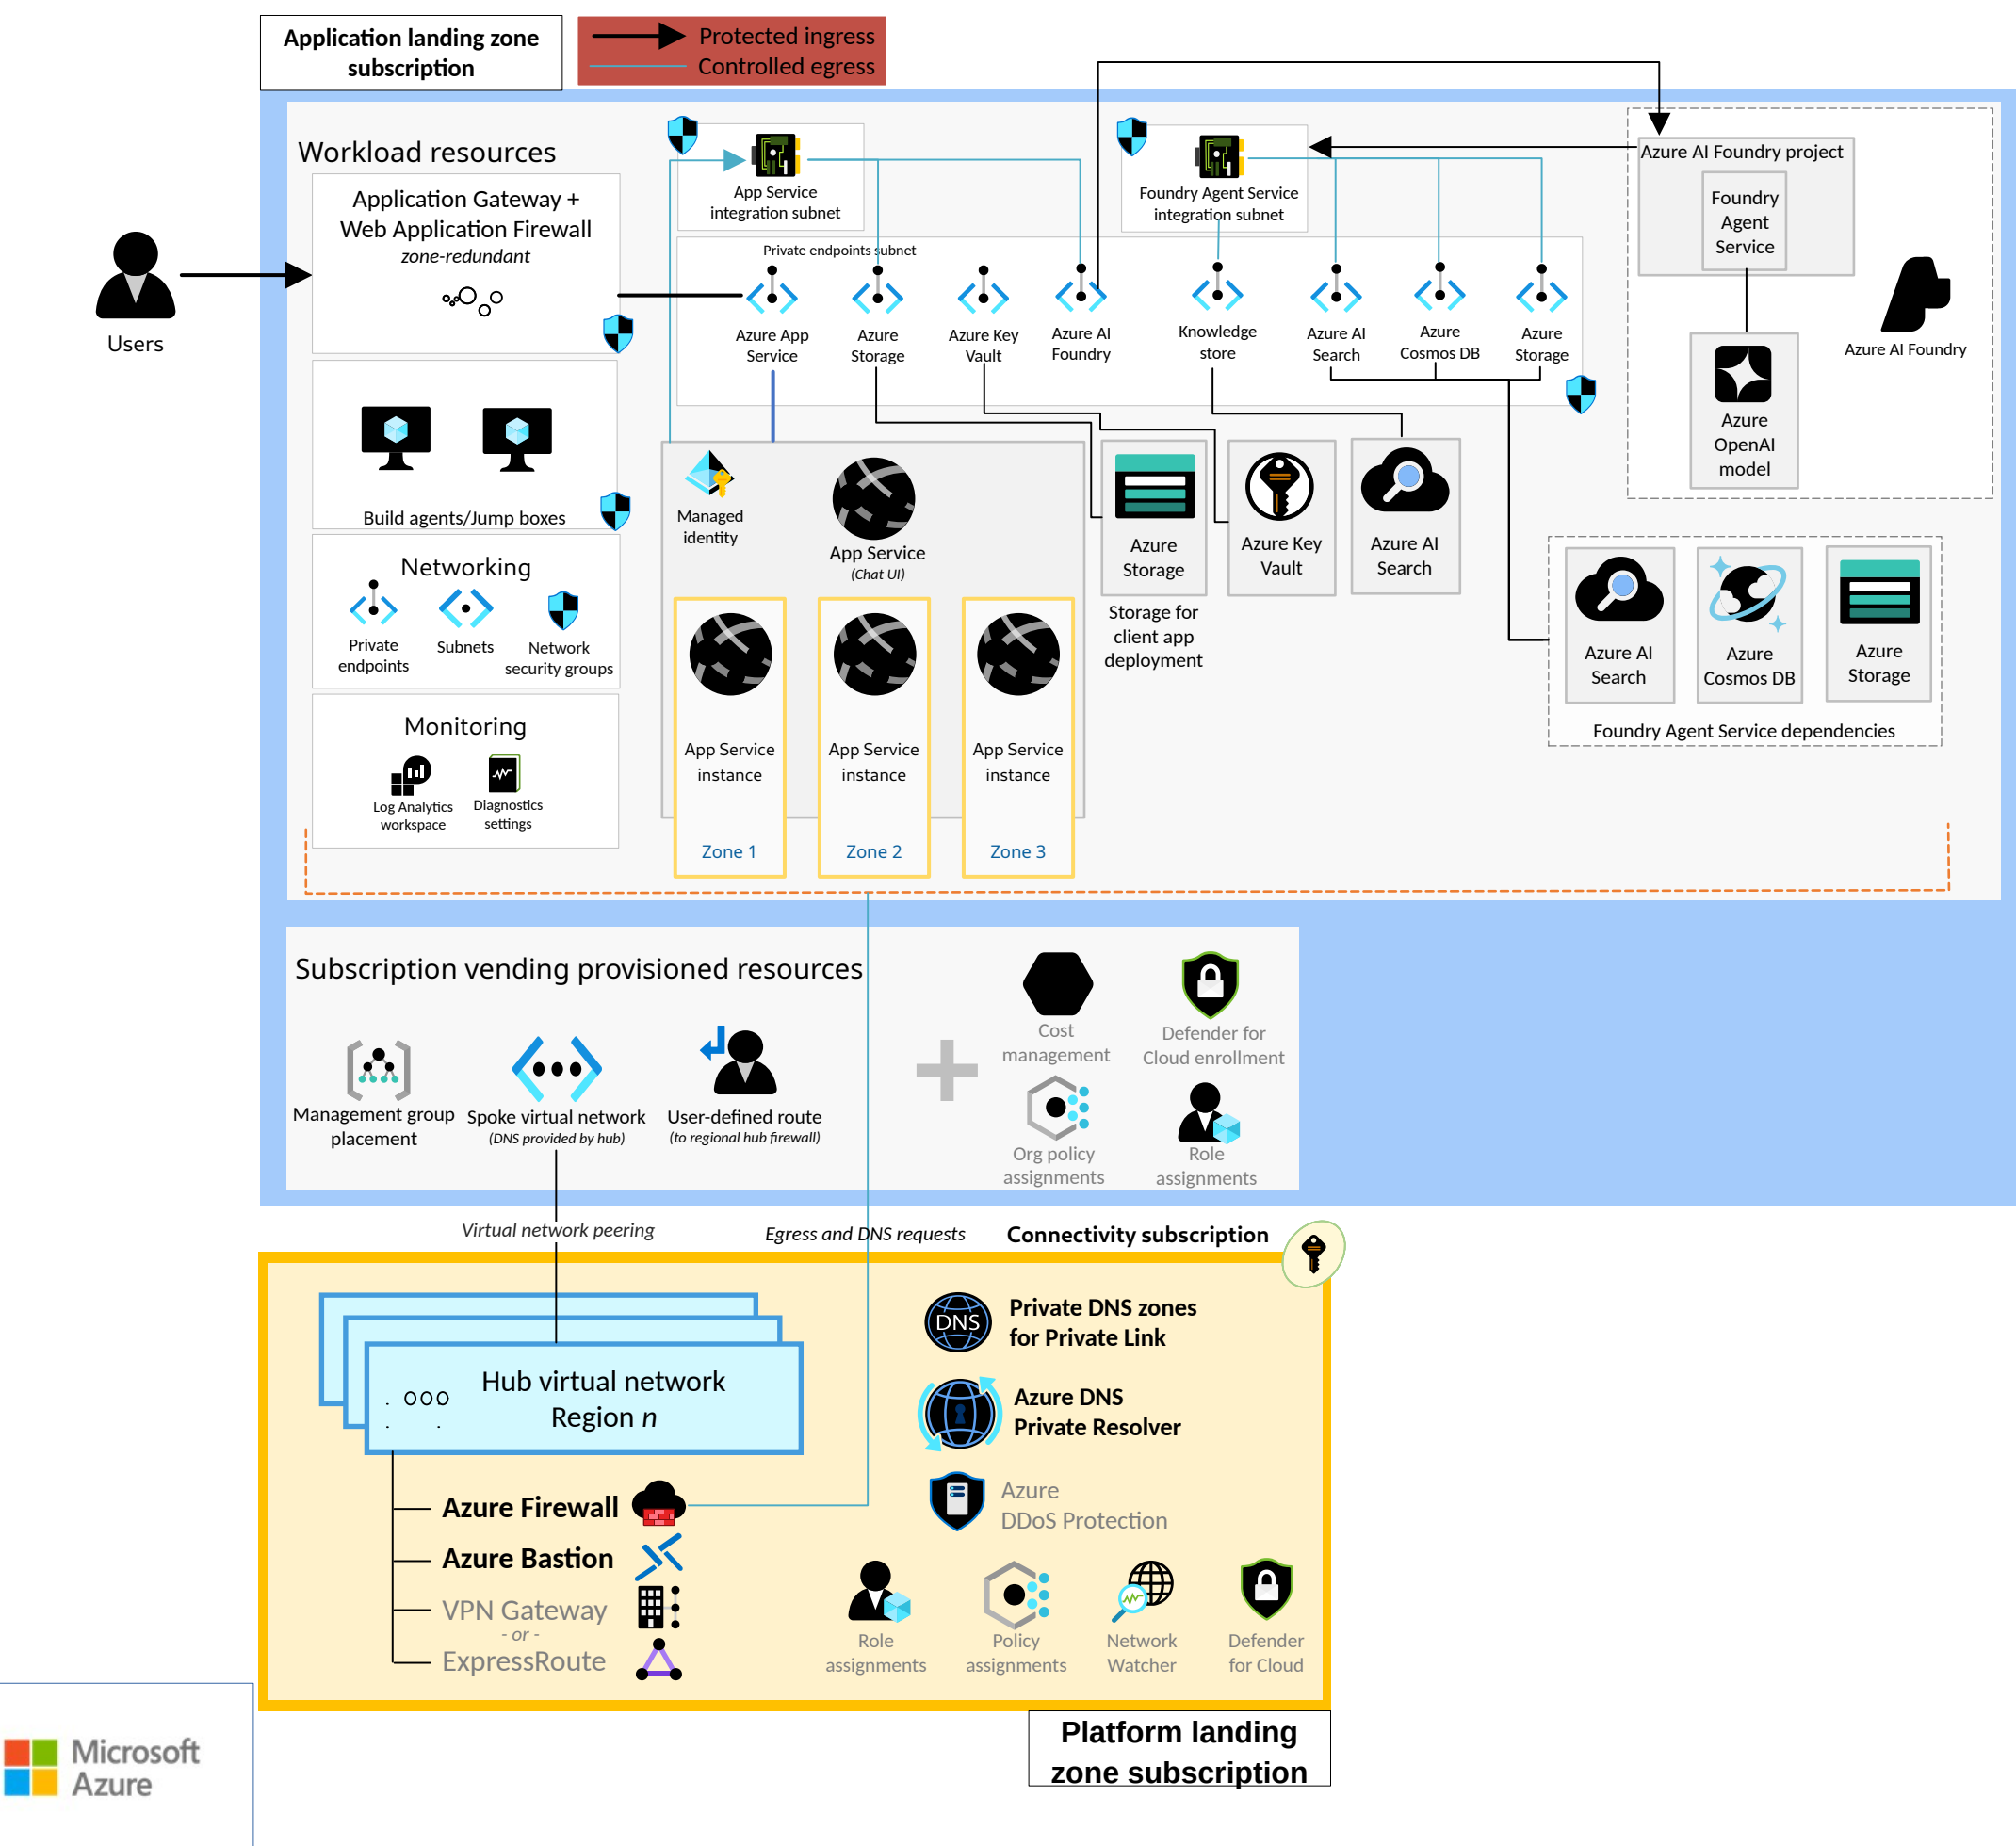 Application landing zone
subscription
Protected ingress
Controlled egress
Workload resources
Application Gateway +
Web Application Firewall
zone-redundant
Users
Build agents/Jump boxes
Networking
Private
endpoints
Subnets
Network
security groups
Monitoring
Log Analytics
workspace
Diagnostics
settings
App Service
integration subnet
Foundry Agent Service
integration subnet
Private endpoints subnet
Azure App
Service
Azure
Storage
Azure Key
Vault
Azure AI
Foundry
Knowledge
store
Azure AI
Search
Azure
Cosmos DB
Azure
Storage
Azure AI Foundry project
Foundry
Agent
Service
Azure AI Foundry
Azure
OpenAI
model
Managed
identity
App Service
(Chat UI)
App Service
instance
Zone 1
App Service
instance
Zone 2
App Service
instance
Zone 3
Azure
Storage
Storage for
client app
deployment
Azure Key
Vault
Azure AI
Search
Azure AI
Search
Azure
Cosmos DB
Azure
Storage
Foundry Agent Service dependencies
Subscription vending provisioned resources
Management group
placement
Spoke virtual network
(DNS provided by hub)
User-defined route
(to regional hub firewall)
Cost
management
Defender for
Cloud enrollment
Org policy
assignments
Role
assignments
Virtual network peering
Egress and DNS requests
Connectivity subscription
Hub virtual network
Region n
Azure Firewall
Azure Bastion
VPN Gateway
- or -
ExpressRoute
DNS
Private DNS zones
for Private Link
Azure DNS
Private Resolver
Azure
DDoS Protection
Role
assignments
Policy
assignments
Network
Watcher
Defender
for Cloud
Platform landing
zone subscription
Microsoft
Azure